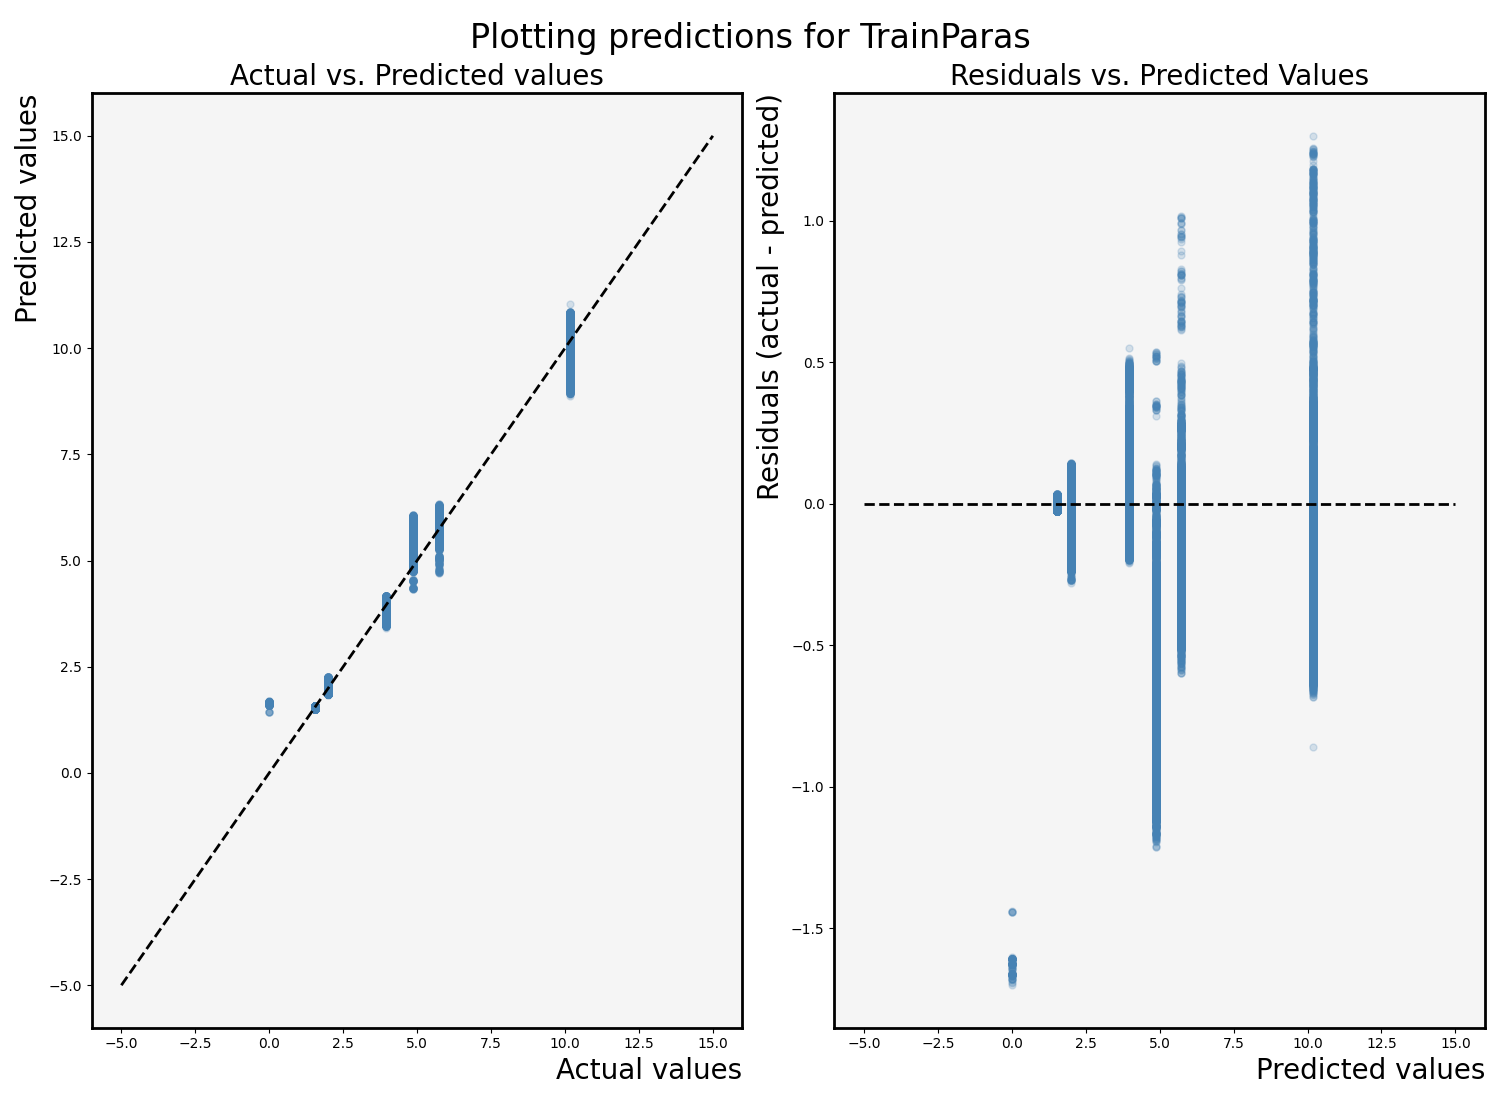 Plotting predictions for TrainParas
Actual vs. Predicted values
Predicted values
15.0
12.5
10.0
7.5
5.0
2.5
0.0
−2.5
−5.0
−5.0 −2.5 0.0 2.5 5.0 7.5 10.0 12.5 15.0
Actual values
Residuals vs. Predicted Values
Residuals (actual - predicted)
1.0
0.5
0.0
−0.5
−1.0
−1.5
−5.0 −2.5 0.0 2.5 5.0 7.5 10.0 12.5 15.0
Predicted values